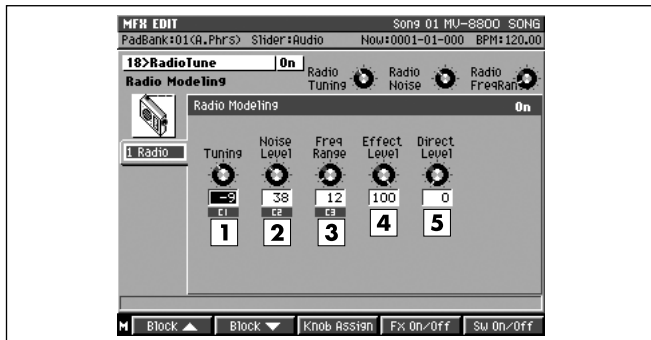 MFX EDIT Song 01 MV-8800 SONG
PadBank:01(A.Phrs) Slider:Audio Now:0001-01-000 BPM:120.00
18>RadioTune On
Radio Modeling
Radio Tuning
Radio Noise
Radio FreqRang
Radio Modeling On
1 Radio
Tuning
Noise Level
Freq Range
Effect Level
Direct Level
-9 38 12 100 0
C1 C2 C3
1 2 3 4 5
M Block ▲ Block ▼ Knob Assign Fx On/Off Sw On/Off